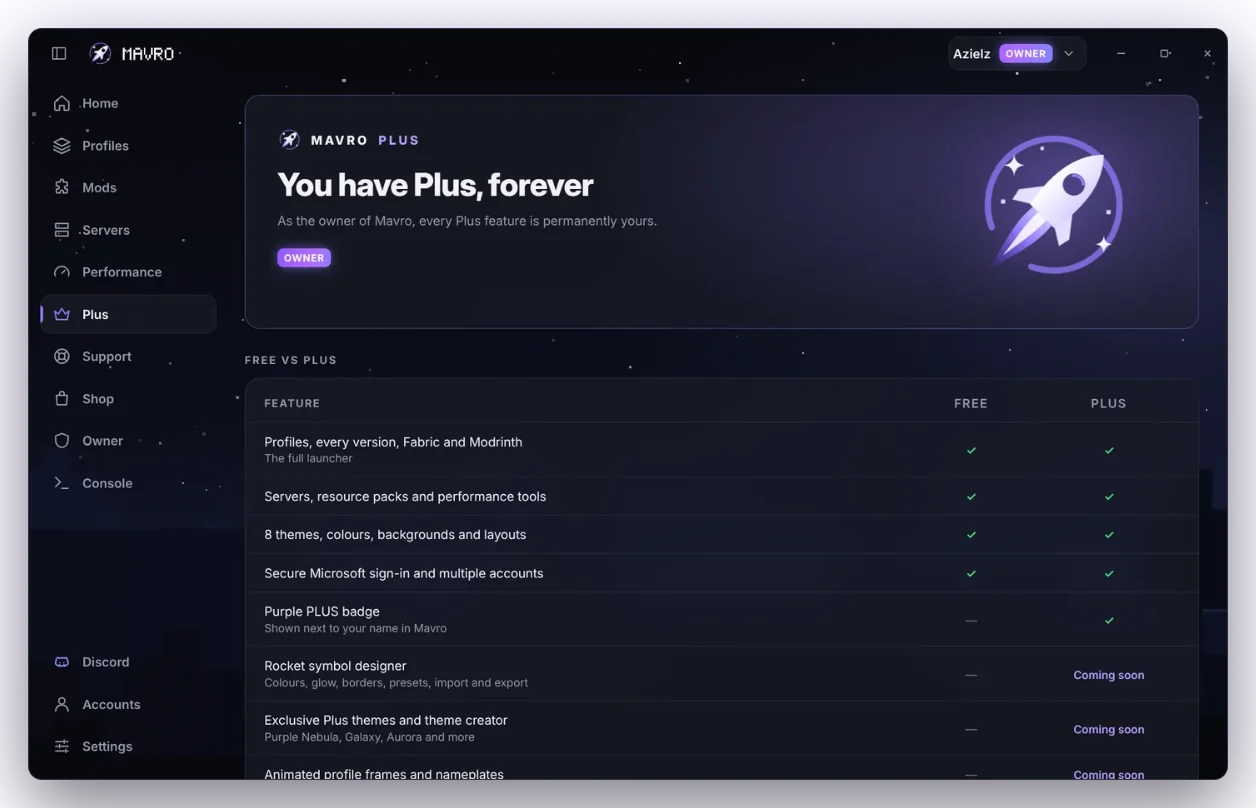 MAVRO
Azielz OWNER
Home
Profiles
Mods
Servers
Performance
Plus
Support
Shop
Owner
Console
Discord
Accounts
Settings
MAVRO PLUS
You have Plus, forever
As the owner of Mavro, every Plus feature is permanently yours.
OWNER
FREE VS PLUS
FEATURE FREE PLUS
Profiles, every version, Fabric and Modrinth
The full launcher
Servers, resource packs and performance tools
8 themes, colours, backgrounds and layouts
Secure Microsoft sign-in and multiple accounts
Purple PLUS badge
Shown next to your name in Mavro
—
Rocket symbol designer
Colours, glow, borders, presets, import and export
— Coming soon
Exclusive Plus themes and theme creator
Purple Nebula, Galaxy, Aurora and more
— Coming soon
Animated profile frames and nameplates — Coming soon